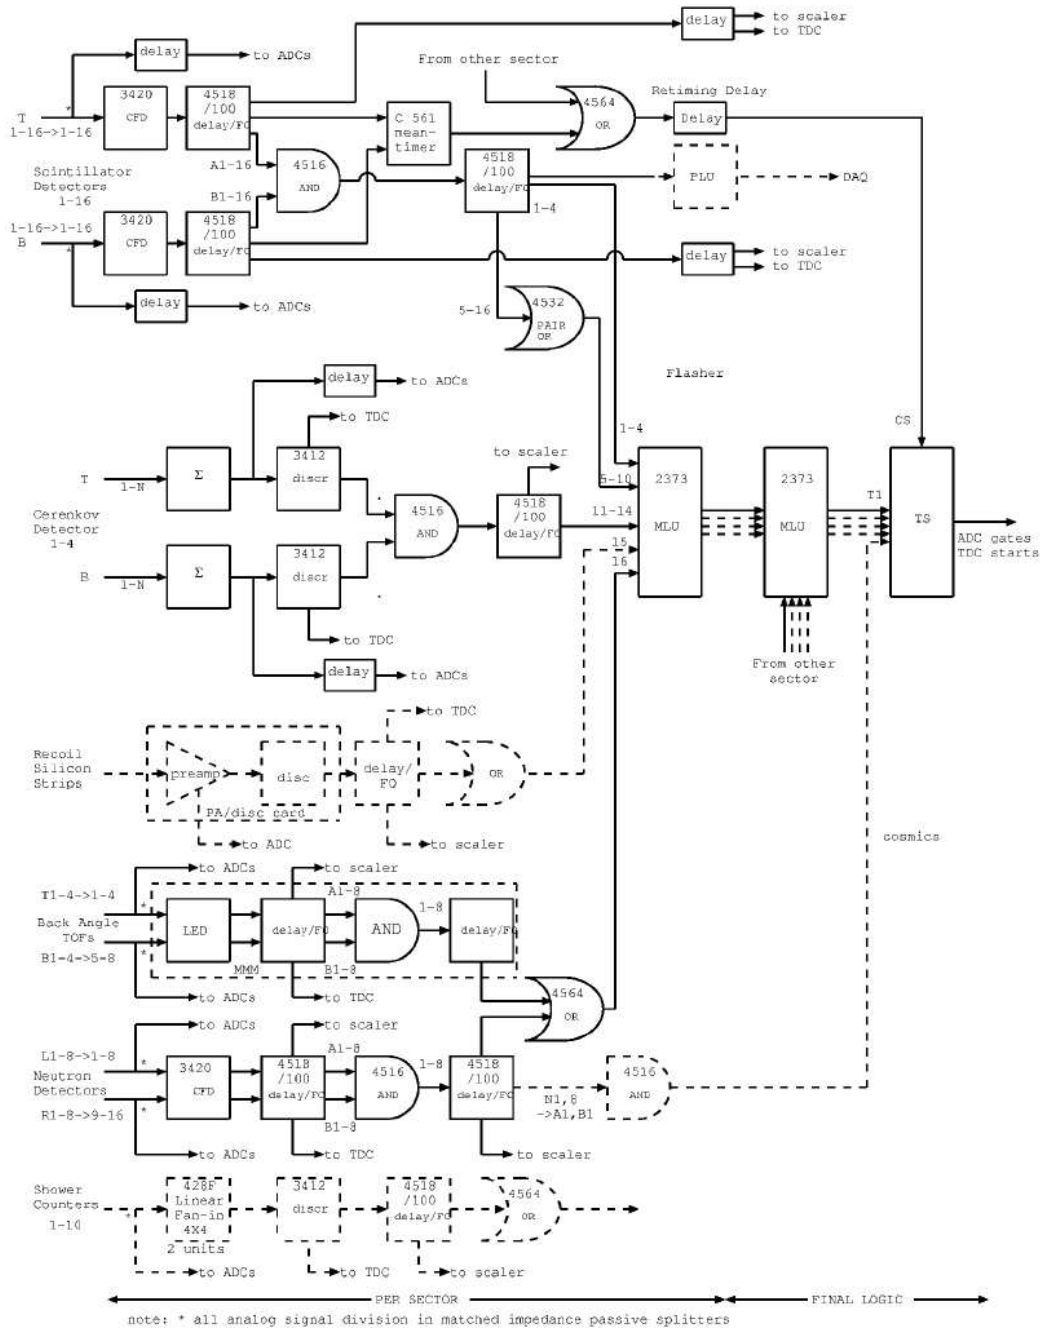 delay
to scaler
to TDC
delay
to ADCs
From other sector
3420
CFD
4518
/100
delay/FO
C 561
mean-
timer
4564
OR
Retiming Delay
Delay
T
1-16->1-16
A1-16
4516
AND
4518
/100
delay/FO
PLU
DAQ
Scintillator
Detectors
1-16
B1-16
1-4
1-16->1-16
B
3420
CFD
4518
/100
delay/FO
delay
to scaler
to TDC
delay
to ADCs
5-16
4532
PAIR
OR
Flasher
delay
to ADCs
to TDC
1-4
CS
T
1-N
Σ
3412
discr
to scaler
5-10
2373
MLU
2373
MLU
T1
TS
Cerenkov
Detector
1-4
4516
AND
4518
/100
delay/FO
11-14
15
16
ADC gates
TDC starts
B
1-N
Σ
3412
discr
to TDC
From other
sector
delay
to ADCs
to TDC
Recoil
Silicon
Strips
preamp
disc
delay/
FO
OR
PA/disc card
to ADC
to scaler
cosmics
to ADCs
to scaler
T1-4->1-4
*
A1-8
1-8
Back Angle
TOFs
LED
delay/FO
AND
delay/FO
B1-4->5-8
*
MMM
B1-8
to ADCs
to TDC
4564
OR
to ADCs
to scaler
L1-8->1-8
*
A1-8
1-8
Neutron
Detectors
3420
CFD
4518
/100
delay/FO
4516
AND
4518
/100
delay/FO
N1,8
->A1,B1
4516
AND
R1-8->9-16
*
B1-8
to ADCs
to TDC
to scaler
Shower
Counters
1-10
*
428F
Linear
Fan-in
4X4
2 units
3412
discr
4518
/100
delay/FO
4564
OR
to ADCs
to TDC
to scaler
PER SECTOR
FINAL LOGIC
note: * all analog signal division in matched impedance passive splitters